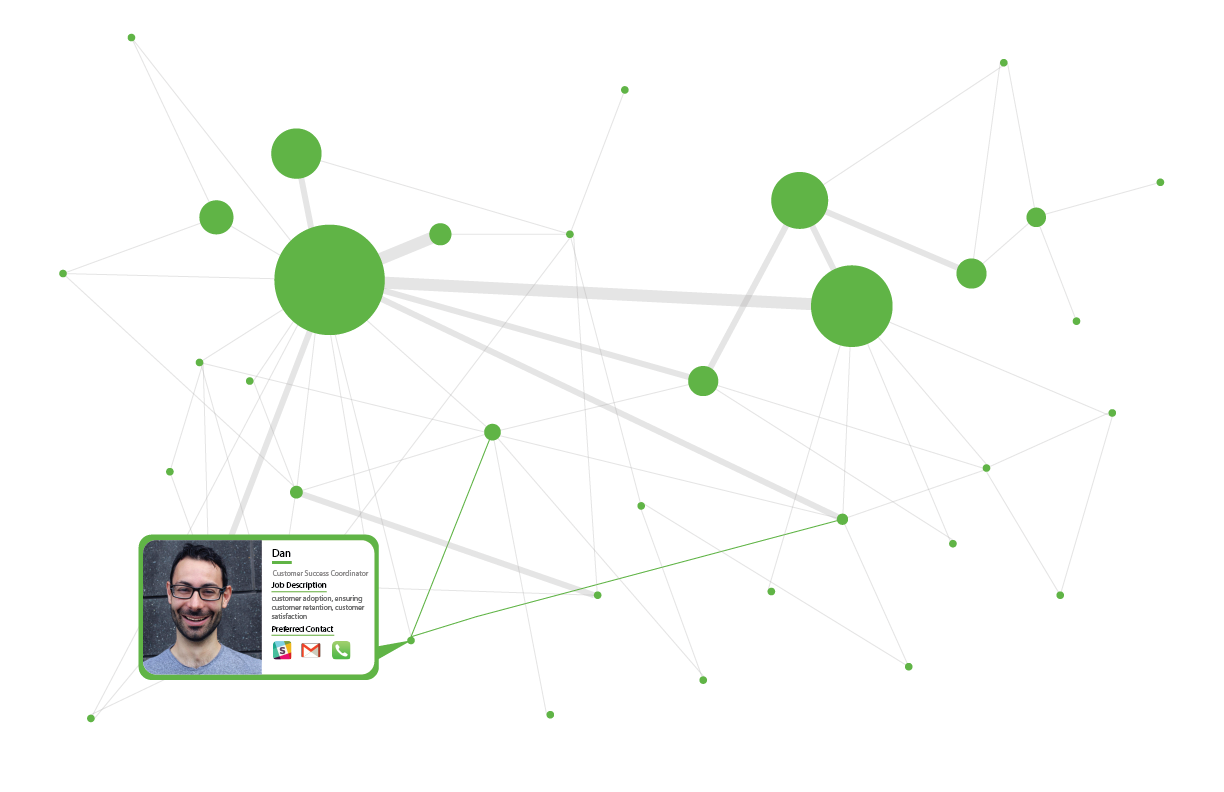 Dan
Customer Success Coordinator
Job Description
customer adoption, ensuring
customer retention, customer
satisfaction
Preferred Contact
S